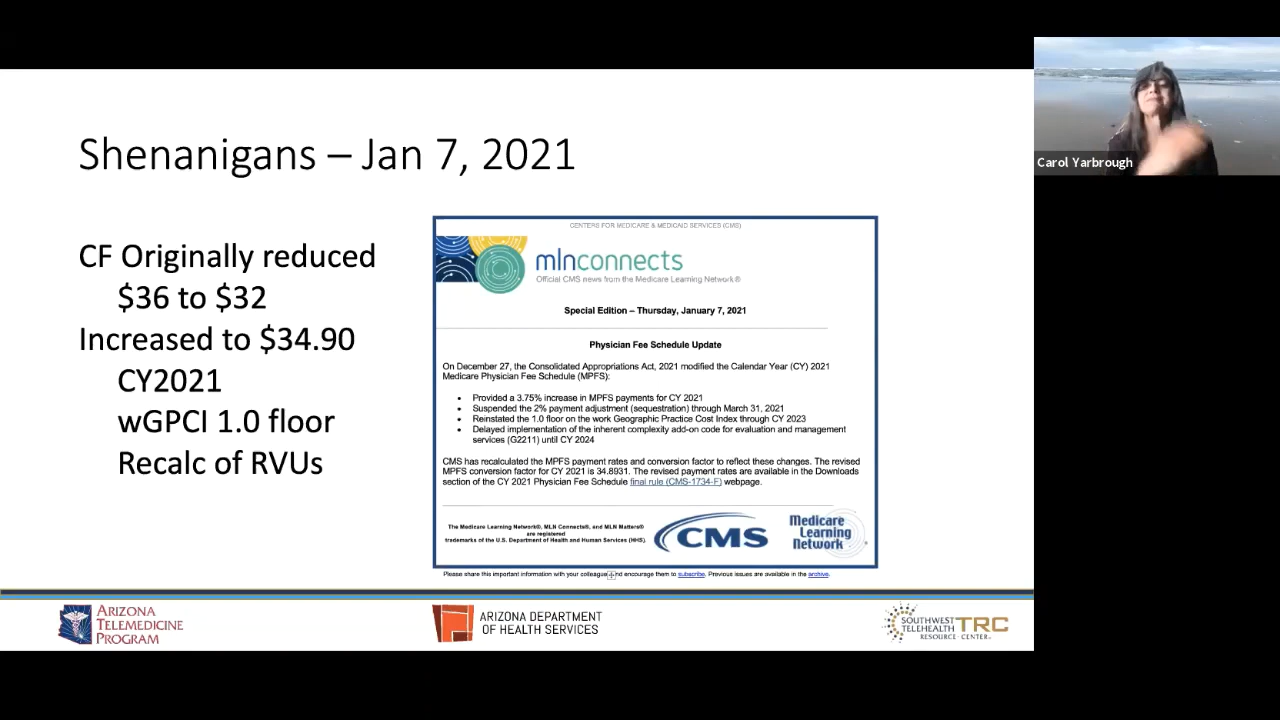 Shenanigans – Jan 7, 2021
CF Originally reduced
$36 to $32
Increased to $34.90
CY2021
wGPCI 1.0 floor
Recalc of RVUs
CENTERS FOR MEDICARE & MEDICAID SERVICES (CMS)
mlnconnects
Official CMS news from the Medicare Learning Network®
Special Edition – Thursday, January 7, 2021
Physician Fee Schedule Update
On December 27, the Consolidated Appropriations Act, 2021 modified the Calendar Year (CY) 2021
Medicare Physician Fee Schedule (MPFS):
• Provided a 3.75% increase in MPFS payments for CY 2021
• Suspended the 2% payment adjustment (sequestration) through March 31, 2021
• Reinstated the 1.0 floor on the work Geographic Practice Cost Index through CY 2023
• Delayed implementation of the inherent complexity add-on code for evaluation and management
services (G2211) until CY 2024
CMS has recalculated the MPFS payment rates and conversion factor to reflect these changes. The revised
MPFS conversion factor for CY 2021 is 34.8931. The revised payment rates are available in the Downloads
section of the CY 2021 Physician Fee Schedule final rule (CMS-1734-F) webpage.
The Medicare Learning Network®, MLN Connects®, and MLN Matters®
are registered
trademarks of the U.S. Department of Health and Human Services (HHS).
CMS
Medicare
Learning
Network
Please share this important information with your colleagues and encourage them to subscribe. Previous issues are available in the archive.
ARIZONA
TELEMEDICINE
PROGRAM
ARIZONA DEPARTMENT
OF HEALTH SERVICES
SOUTHWEST
TELEHEALTH
RESOURCE CENTER
TRC
Carol Yarbrough